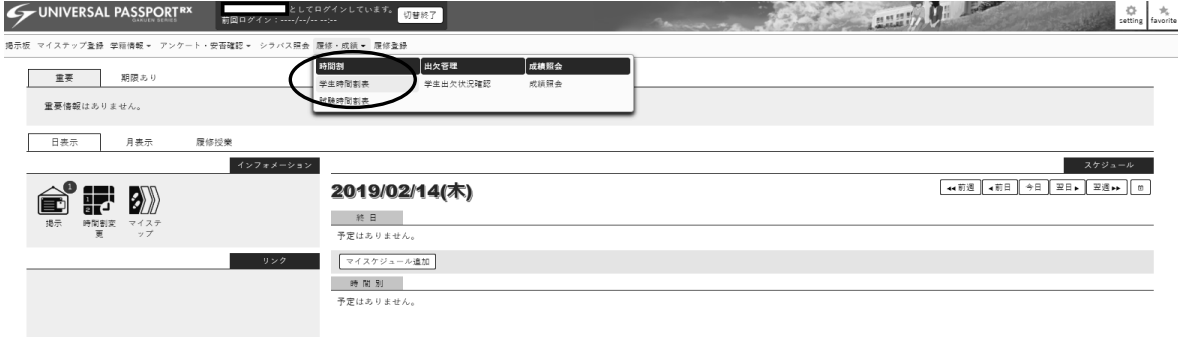 UNIVERSAL PASSPORT RX
GAKUEN SERIES
としてログインしています。
前回ログイン：----/--/-- --:--
切替終了
setting
favorite
掲示板 マイステップ登録 学籍情報 アンケート・安否確認 シラバス照会 履修・成績 履修登録
時間割 出欠管理 成績照会
学生時間割表 学生出欠状況確認 成績照会
試験時間割表
重要 期限あり
重要情報はありません。
日表示 月表示 履修授業
インフォメーション
1
掲示 時間割変更 マイステップ
リンク
スケジュール
2019/02/14(木)
前週 前日 今日 翌日 翌週
終日
予定はありません。
マイスケジュール追加
時間別
予定はありません。